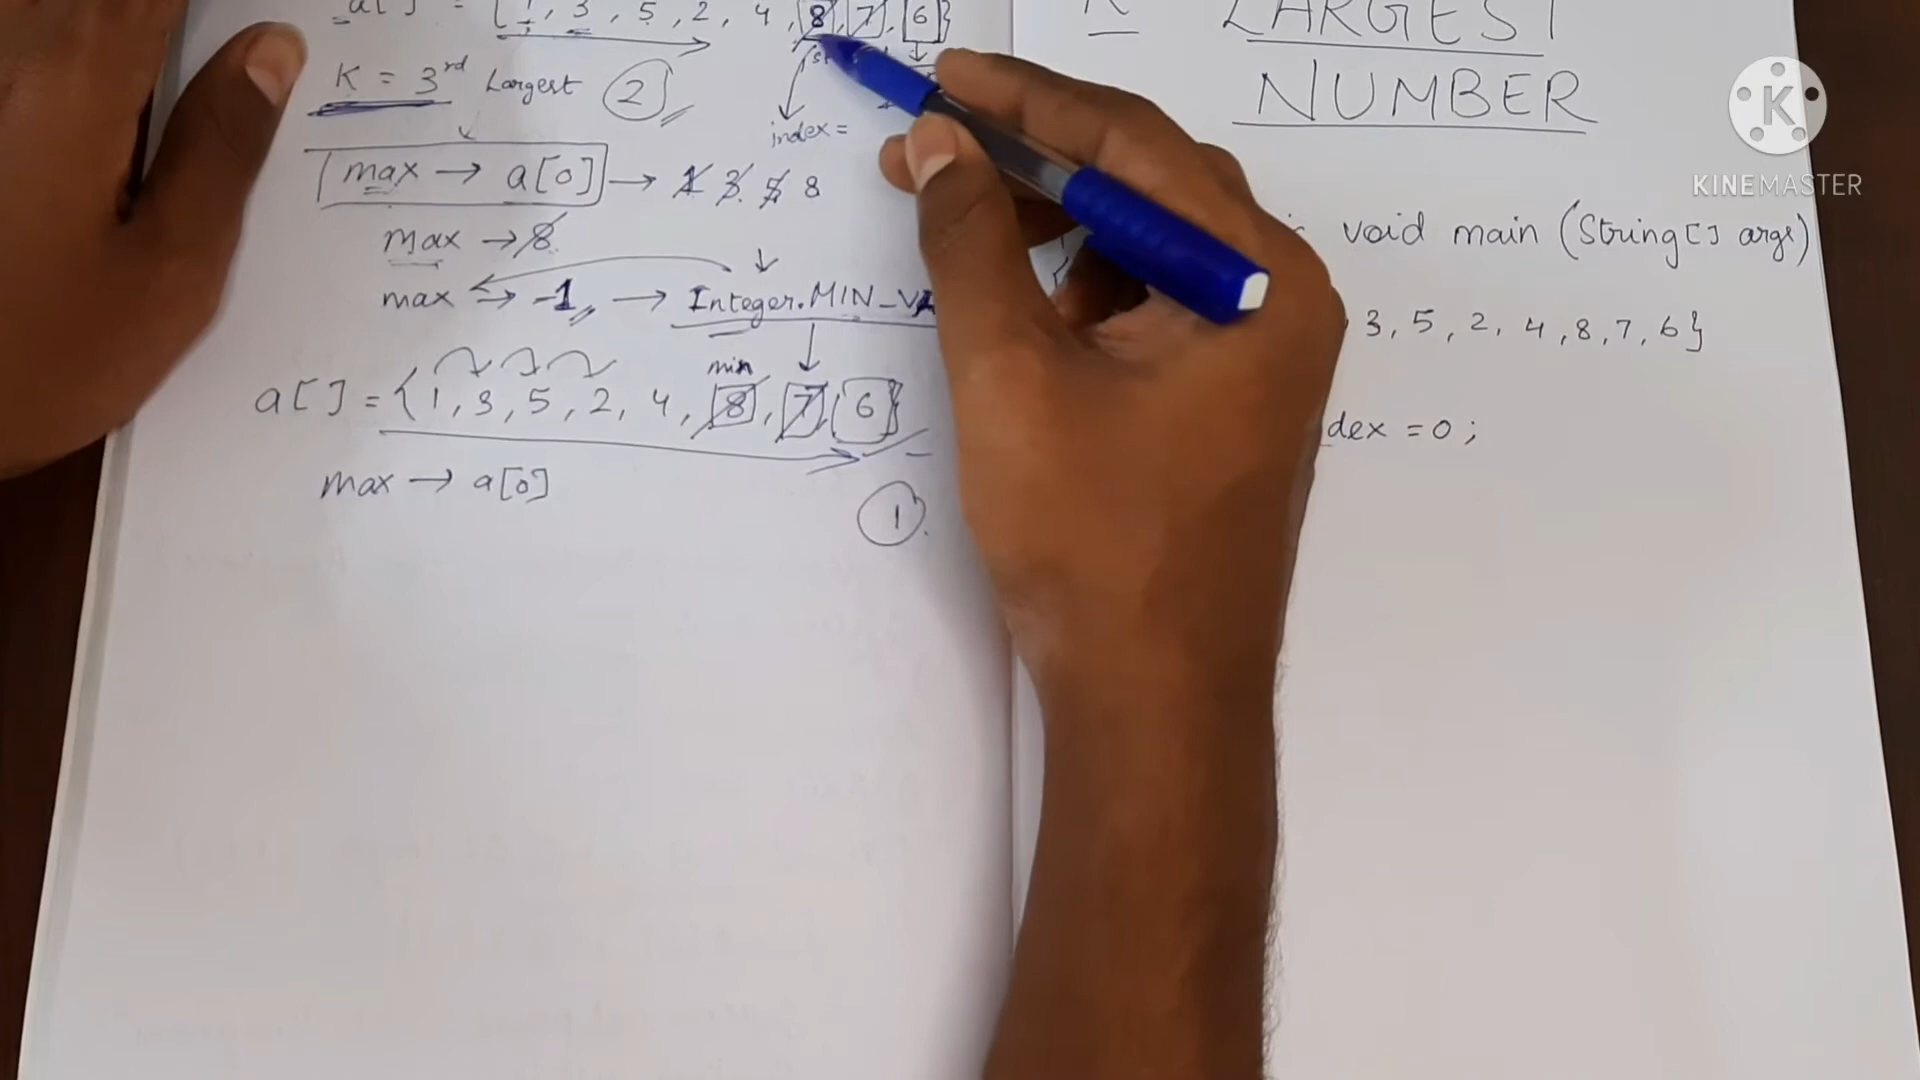 a[] = {1, 3, 5, 2, 4, 8, 7, 6}
K = 3rd Largest 2
index =
max → a[0] → 1 3 5 8
max → 8
max → -1 → Integer.MIN_VA
min
a[] = {1, 3, 5, 2, 4, 8, 7, 6}
max → a[0]
1
K LARGEST
NUMBER
void main (String[] args)
{
3, 5, 2, 4, 8, 7, 6}
dex = 0;
K
KINEMASTER